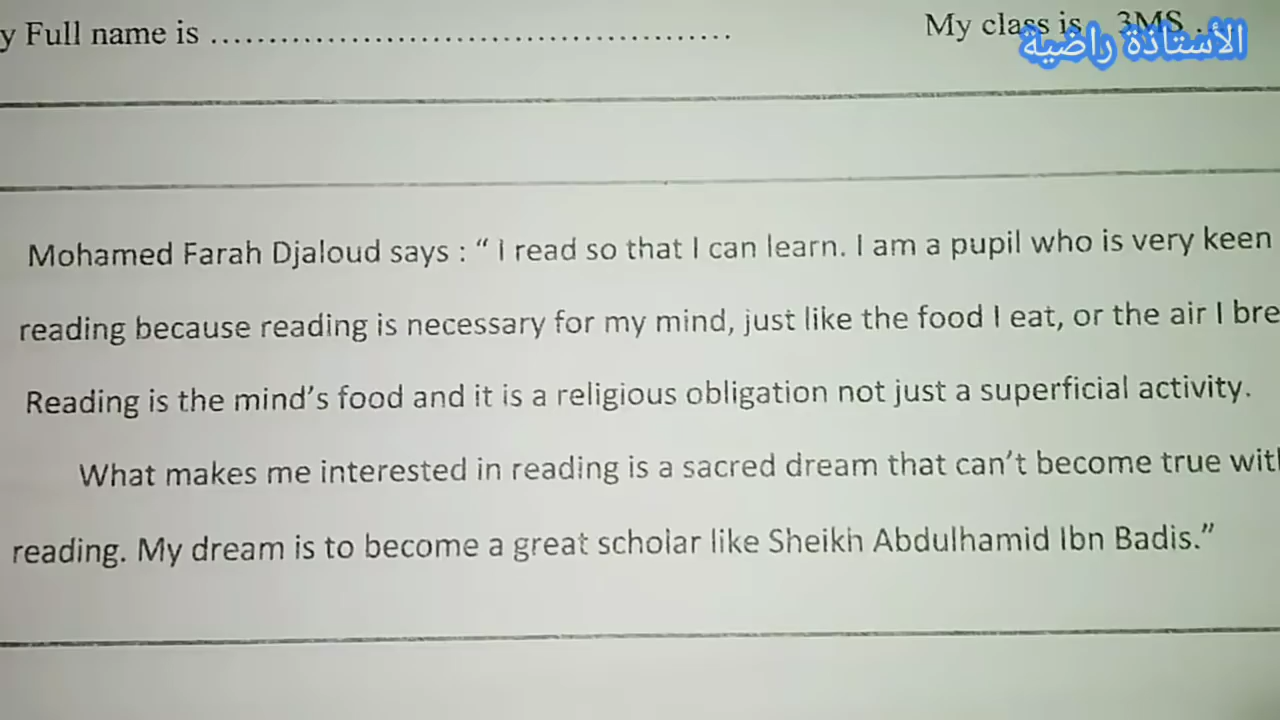 y Full name is ............................................... My class is .. 3MS ..
الأستاذة راضية
Mohamed Farah Djaloud says : “ I read so that I can learn. I am a pupil who is very keen
reading because reading is necessary for my mind, just like the food I eat, or the air I bre
Reading is the mind’s food and it is a religious obligation not just a superficial activity.
What makes me interested in reading is a sacred dream that can’t become true with
reading. My dream is to become a great scholar like Sheikh Abdulhamid Ibn Badis.”